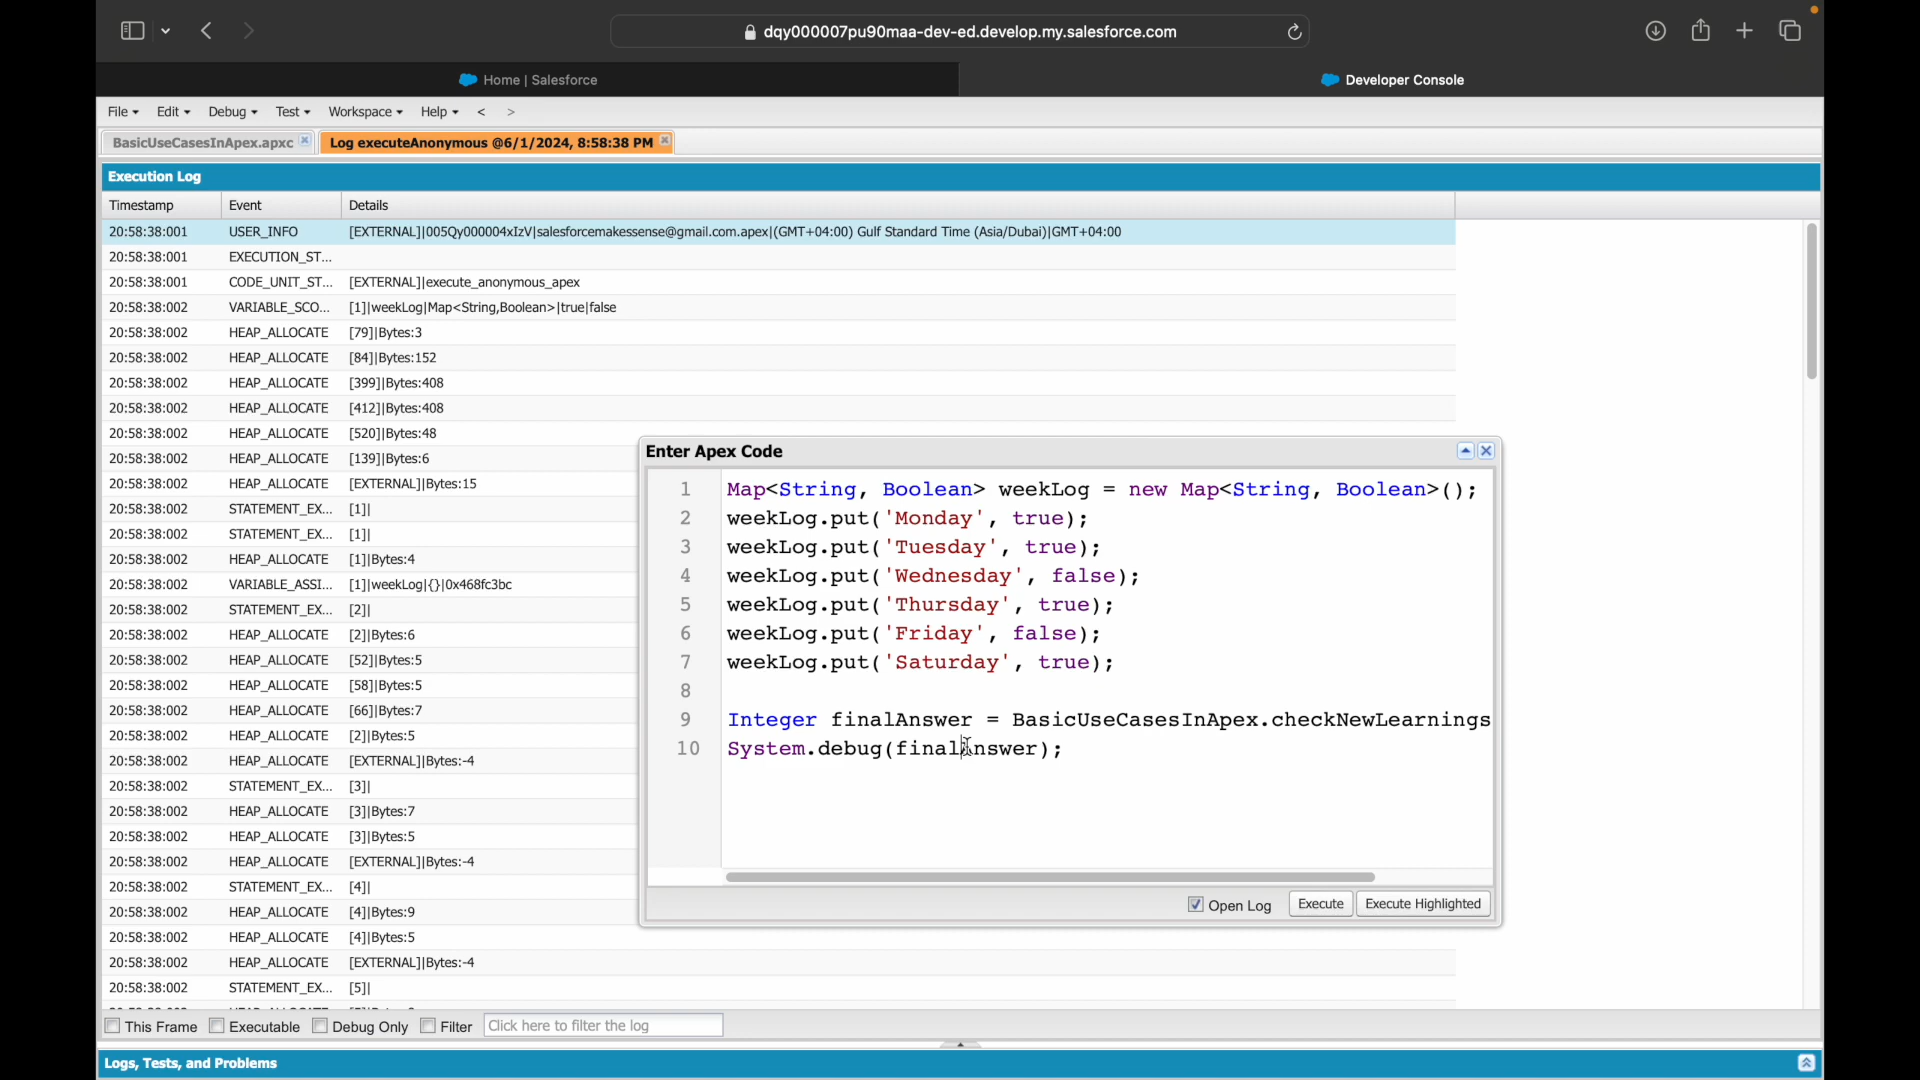 dqy000007pu90maa-dev-ed.develop.my.salesforce.com
Home | Salesforce
Developer Console
File Edit Debug Test Workspace Help < >
BasicUseCasesInApex.apxc
Log executeAnonymous @6/1/2024, 8:58:38 PM
Execution Log
Timestamp Event Details
20:58:38:001 USER_INFO [EXTERNAL]|005Qy000004xIzV|salesforcemakessense@gmail.com.apex|(GMT+04:00) Gulf Standard Time (Asia/Dubai)|GMT+04:00
20:58:38:001 EXECUTION_ST...
20:58:38:001 CODE_UNIT_ST... [EXTERNAL]|execute_anonymous_apex
20:58:38:002 VARIABLE_SCO... [1]|weekLog|Map<String,Boolean>|true|false
20:58:38:002 HEAP_ALLOCATE [79]|Bytes:3
20:58:38:002 HEAP_ALLOCATE [84]|Bytes:152
20:58:38:002 HEAP_ALLOCATE [399]|Bytes:408
20:58:38:002 HEAP_ALLOCATE [412]|Bytes:408
20:58:38:002 HEAP_ALLOCATE [520]|Bytes:48
20:58:38:002 HEAP_ALLOCATE [139]|Bytes:6
20:58:38:002 HEAP_ALLOCATE [EXTERNAL]|Bytes:15
20:58:38:002 STATEMENT_EX... [1]|
20:58:38:002 STATEMENT_EX... [1]|
20:58:38:002 HEAP_ALLOCATE [1]|Bytes:4
20:58:38:002 VARIABLE_ASSI... [1]|weekLog|{}|0x468fc3bc
20:58:38:002 STATEMENT_EX... [2]|
20:58:38:002 HEAP_ALLOCATE [2]|Bytes:6
20:58:38:002 HEAP_ALLOCATE [52]|Bytes:5
20:58:38:002 HEAP_ALLOCATE [58]|Bytes:5
20:58:38:002 HEAP_ALLOCATE [66]|Bytes:7
20:58:38:002 HEAP_ALLOCATE [2]|Bytes:5
20:58:38:002 HEAP_ALLOCATE [EXTERNAL]|Bytes:-4
20:58:38:002 STATEMENT_EX... [3]|
20:58:38:002 HEAP_ALLOCATE [3]|Bytes:7
20:58:38:002 HEAP_ALLOCATE [3]|Bytes:5
20:58:38:002 HEAP_ALLOCATE [EXTERNAL]|Bytes:-4
20:58:38:002 STATEMENT_EX... [4]|
20:58:38:002 HEAP_ALLOCATE [4]|Bytes:9
20:58:38:002 HEAP_ALLOCATE [4]|Bytes:5
20:58:38:002 HEAP_ALLOCATE [EXTERNAL]|Bytes:-4
20:58:38:002 STATEMENT_EX... [5]|
Enter Apex Code
1 Map<String, Boolean> weekLog = new Map<String, Boolean>();
2 weekLog.put('Monday', true);
3 weekLog.put('Tuesday', true);
4 weekLog.put('Wednesday', false);
5 weekLog.put('Thursday', true);
6 weekLog.put('Friday', false);
7 weekLog.put('Saturday', true);
8
9 Integer finalAnswer = BasicUseCasesInApex.checkNewLearnings
10 System.debug(finalAnswer);
Open Log Execute Execute Highlighted
This Frame Executable Debug Only Filter Click here to filter the log
Logs, Tests, and Problems